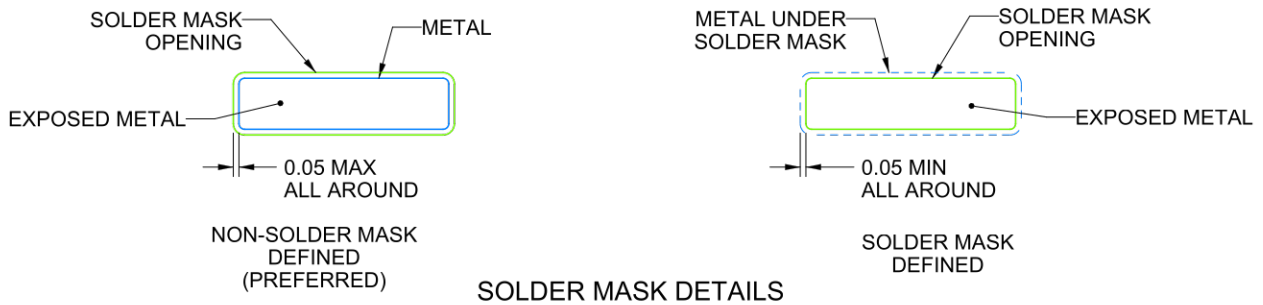 SOLDER MASK
OPENING
METAL
EXPOSED METAL
0.05 MAX
ALL AROUND
NON-SOLDER MASK
DEFINED
(PREFERRED)
METAL UNDER
SOLDER MASK
SOLDER MASK
OPENING
EXPOSED METAL
0.05 MIN
ALL AROUND
SOLDER MASK
DEFINED
SOLDER MASK DETAILS